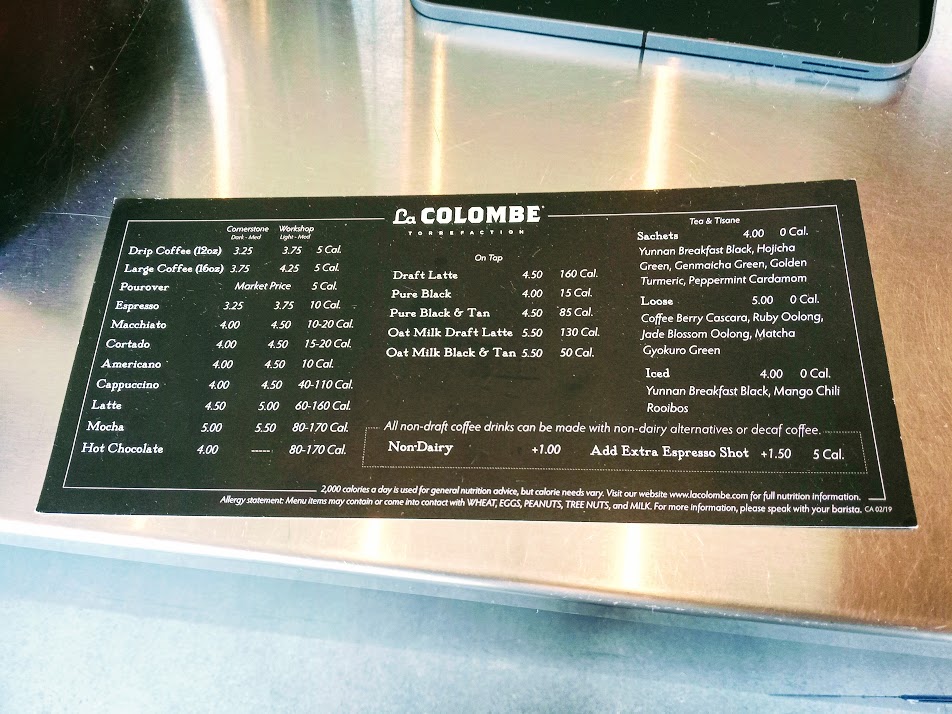 La COLOMBE
TORREFACTION
Cornerstone Workshop
Dark - Med Light - Med
Drip Coffee (12oz) 3.25 3.75 5 Cal.
Large Coffee (16oz) 3.75 4.25 5 Cal.
Pourover Market Price 5 Cal.
Espresso 3.25 3.75 10 Cal.
Macchiato 4.00 4.50 10-20 Cal.
Cortado 4.00 4.50 15-20 Cal.
Americano 4.00 4.50 10 Cal.
Cappuccino 4.00 4.50 40-110 Cal.
Latte 4.50 5.00 60-160 Cal.
Mocha 5.00 5.50 80-170 Cal.
Hot Chocolate 4.00 ----- 80-170 Cal.
On Tap
Draft Latte 4.50 160 Cal.
Pure Black 4.00 15 Cal.
Pure Black & Tan 4.50 85 Cal.
Oat Milk Draft Latte 5.50 130 Cal.
Oat Milk Black & Tan 5.50 50 Cal.
Tea & Tisane
Sachets 4.00 0 Cal.
Yunnan Breakfast Black, Hojicha
Green, Genmaicha Green, Golden
Turmeric, Peppermint Cardamom
Loose 5.00 0 Cal.
Coffee Berry Cascara, Ruby Oolong,
Jade Blossom Oolong, Matcha
Gyokuro Green
Iced 4.00 0 Cal.
Yunnan Breakfast Black, Mango Chili
Rooibos
All non-draft coffee drinks can be made with non-dairy alternatives or decaf coffee.
Non-Dairy +1.00 Add Extra Espresso Shot +1.50 5 Cal.
2,000 calories a day is used for general nutrition advice, but calorie needs vary. Visit our website www.lacolombe.com for full nutrition information.
Allergy statement: Menu items may contain or come into contact with WHEAT, EGGS, PEANUTS, TREE NUTS, and MILK. For more information, please speak with your barista. CA 02/19